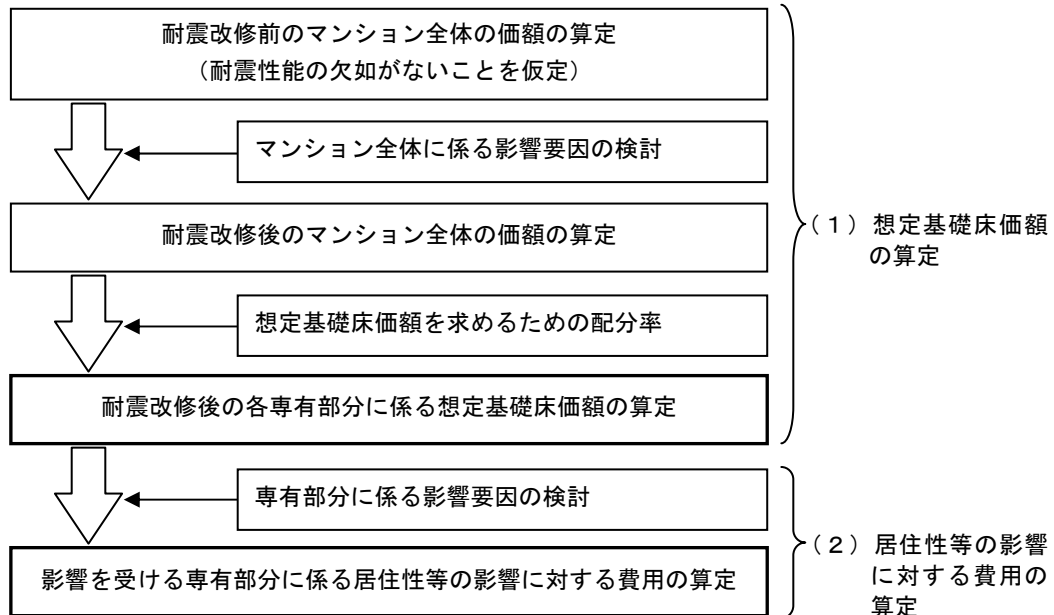 耐震改修前のマンション全体の価額の算定
（耐震性能の欠如がないことを仮定）
マンション全体に係る影響要因の検討
耐震改修後のマンション全体の価額の算定
（１）想定基礎床価額
の算定
想定基礎床価額を求めるための配分率
耐震改修後の各専有部分に係る想定基礎床価額の算定
専有部分に係る影響要因の検討
影響を受ける専有部分に係る居住性等の影響に対する費用の算定
（２）居住性等の影響
に対する費用の
算定